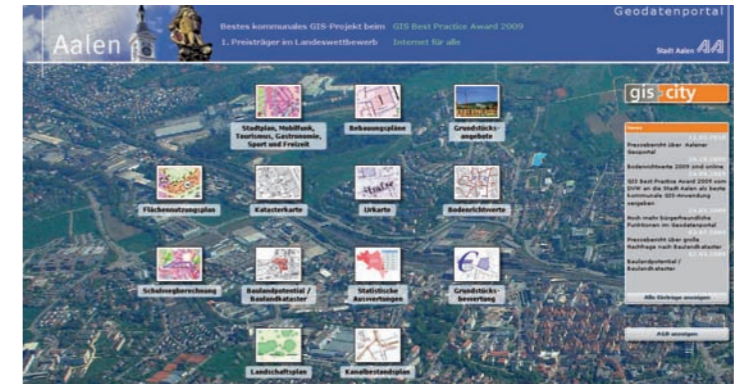 Geodatenportal
Aalen
Bestes kommunales GIS-Projekt beim GIS Best Practice Award 2009
1. Preisträger im Landeswettbewerb Internet für alle
Stadt Aalen
gis city
Stadtplan, Mobilfunk,
Tourismus, Gastronomie,
Sport und Freizeit
Bebauungspläne
Grundstücks-
angebote
Flächennutzungsplan
Katasterkarte
Urkarte
Bodenrichtwerte
Schulwegberechnung
Baulandpotential /
Baulandkataster
Statistische
Auswertungen
Grundstücks-
bewertung
Landschaftsplan
Kanalbestandsplan
News
Pressebericht über Aalener
Geoportal
Bodenrichtwerte 2009 sind online
GIS Best Practice Award 2009 vom
DVW an die Stadt Aalen als beste
kommunale GIS-Anwendung
vergeben
Noch mehr bürgerfreundliche
Funktionen im Geodatenportal
Pressebericht über große
Nachfrage nach Baulandkataster
Baulandpotential /
Baulandkataster
Alle Einträge anzeigen
AGB anzeigen